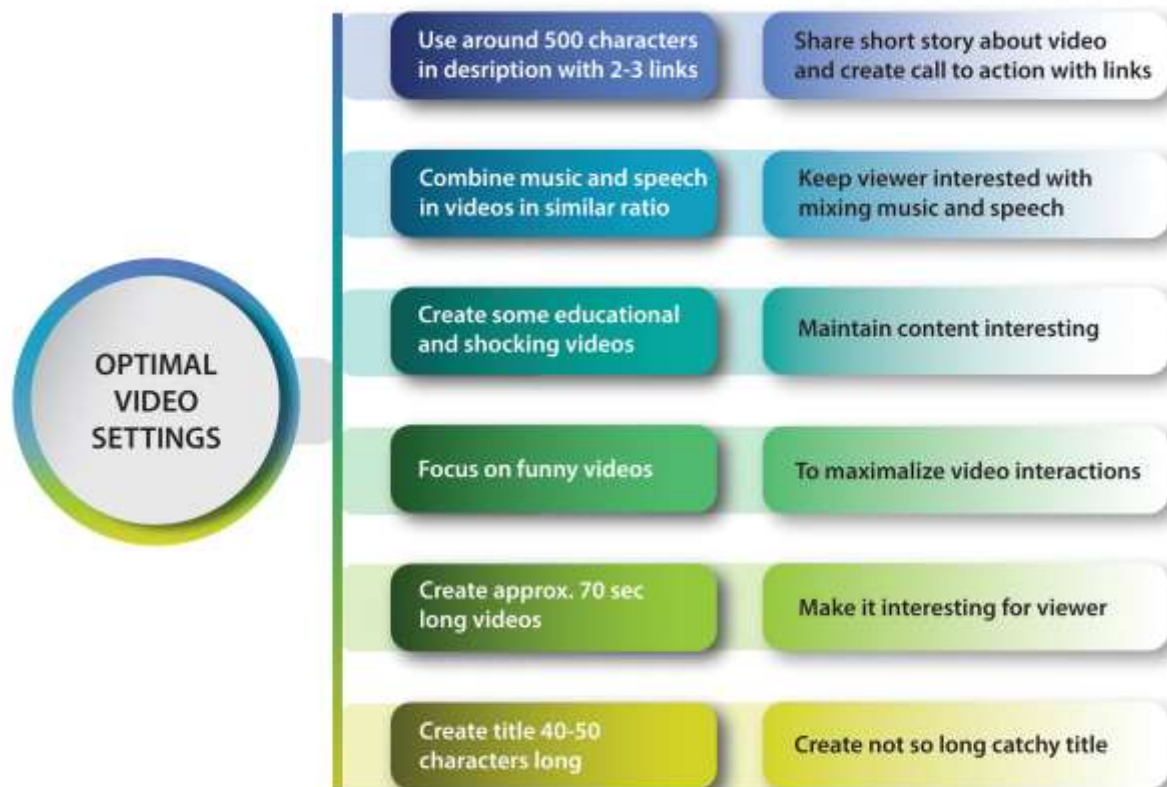 OPTIMAL
VIDEO
SETTINGS
Use around 500 characters
in desription with 2-3 links
Share short story about video
and create call to action with links
Combine music and speech
in videos in similar ratio
Keep viewer interested with
mixing music and speech
Create some educational
and shocking videos
Maintain content interesting
Focus on funny videos
To maximalize video interactions
Create approx. 70 sec
long videos
Make it interesting for viewer
Create title 40-50
characters long
Create not so long catchy title